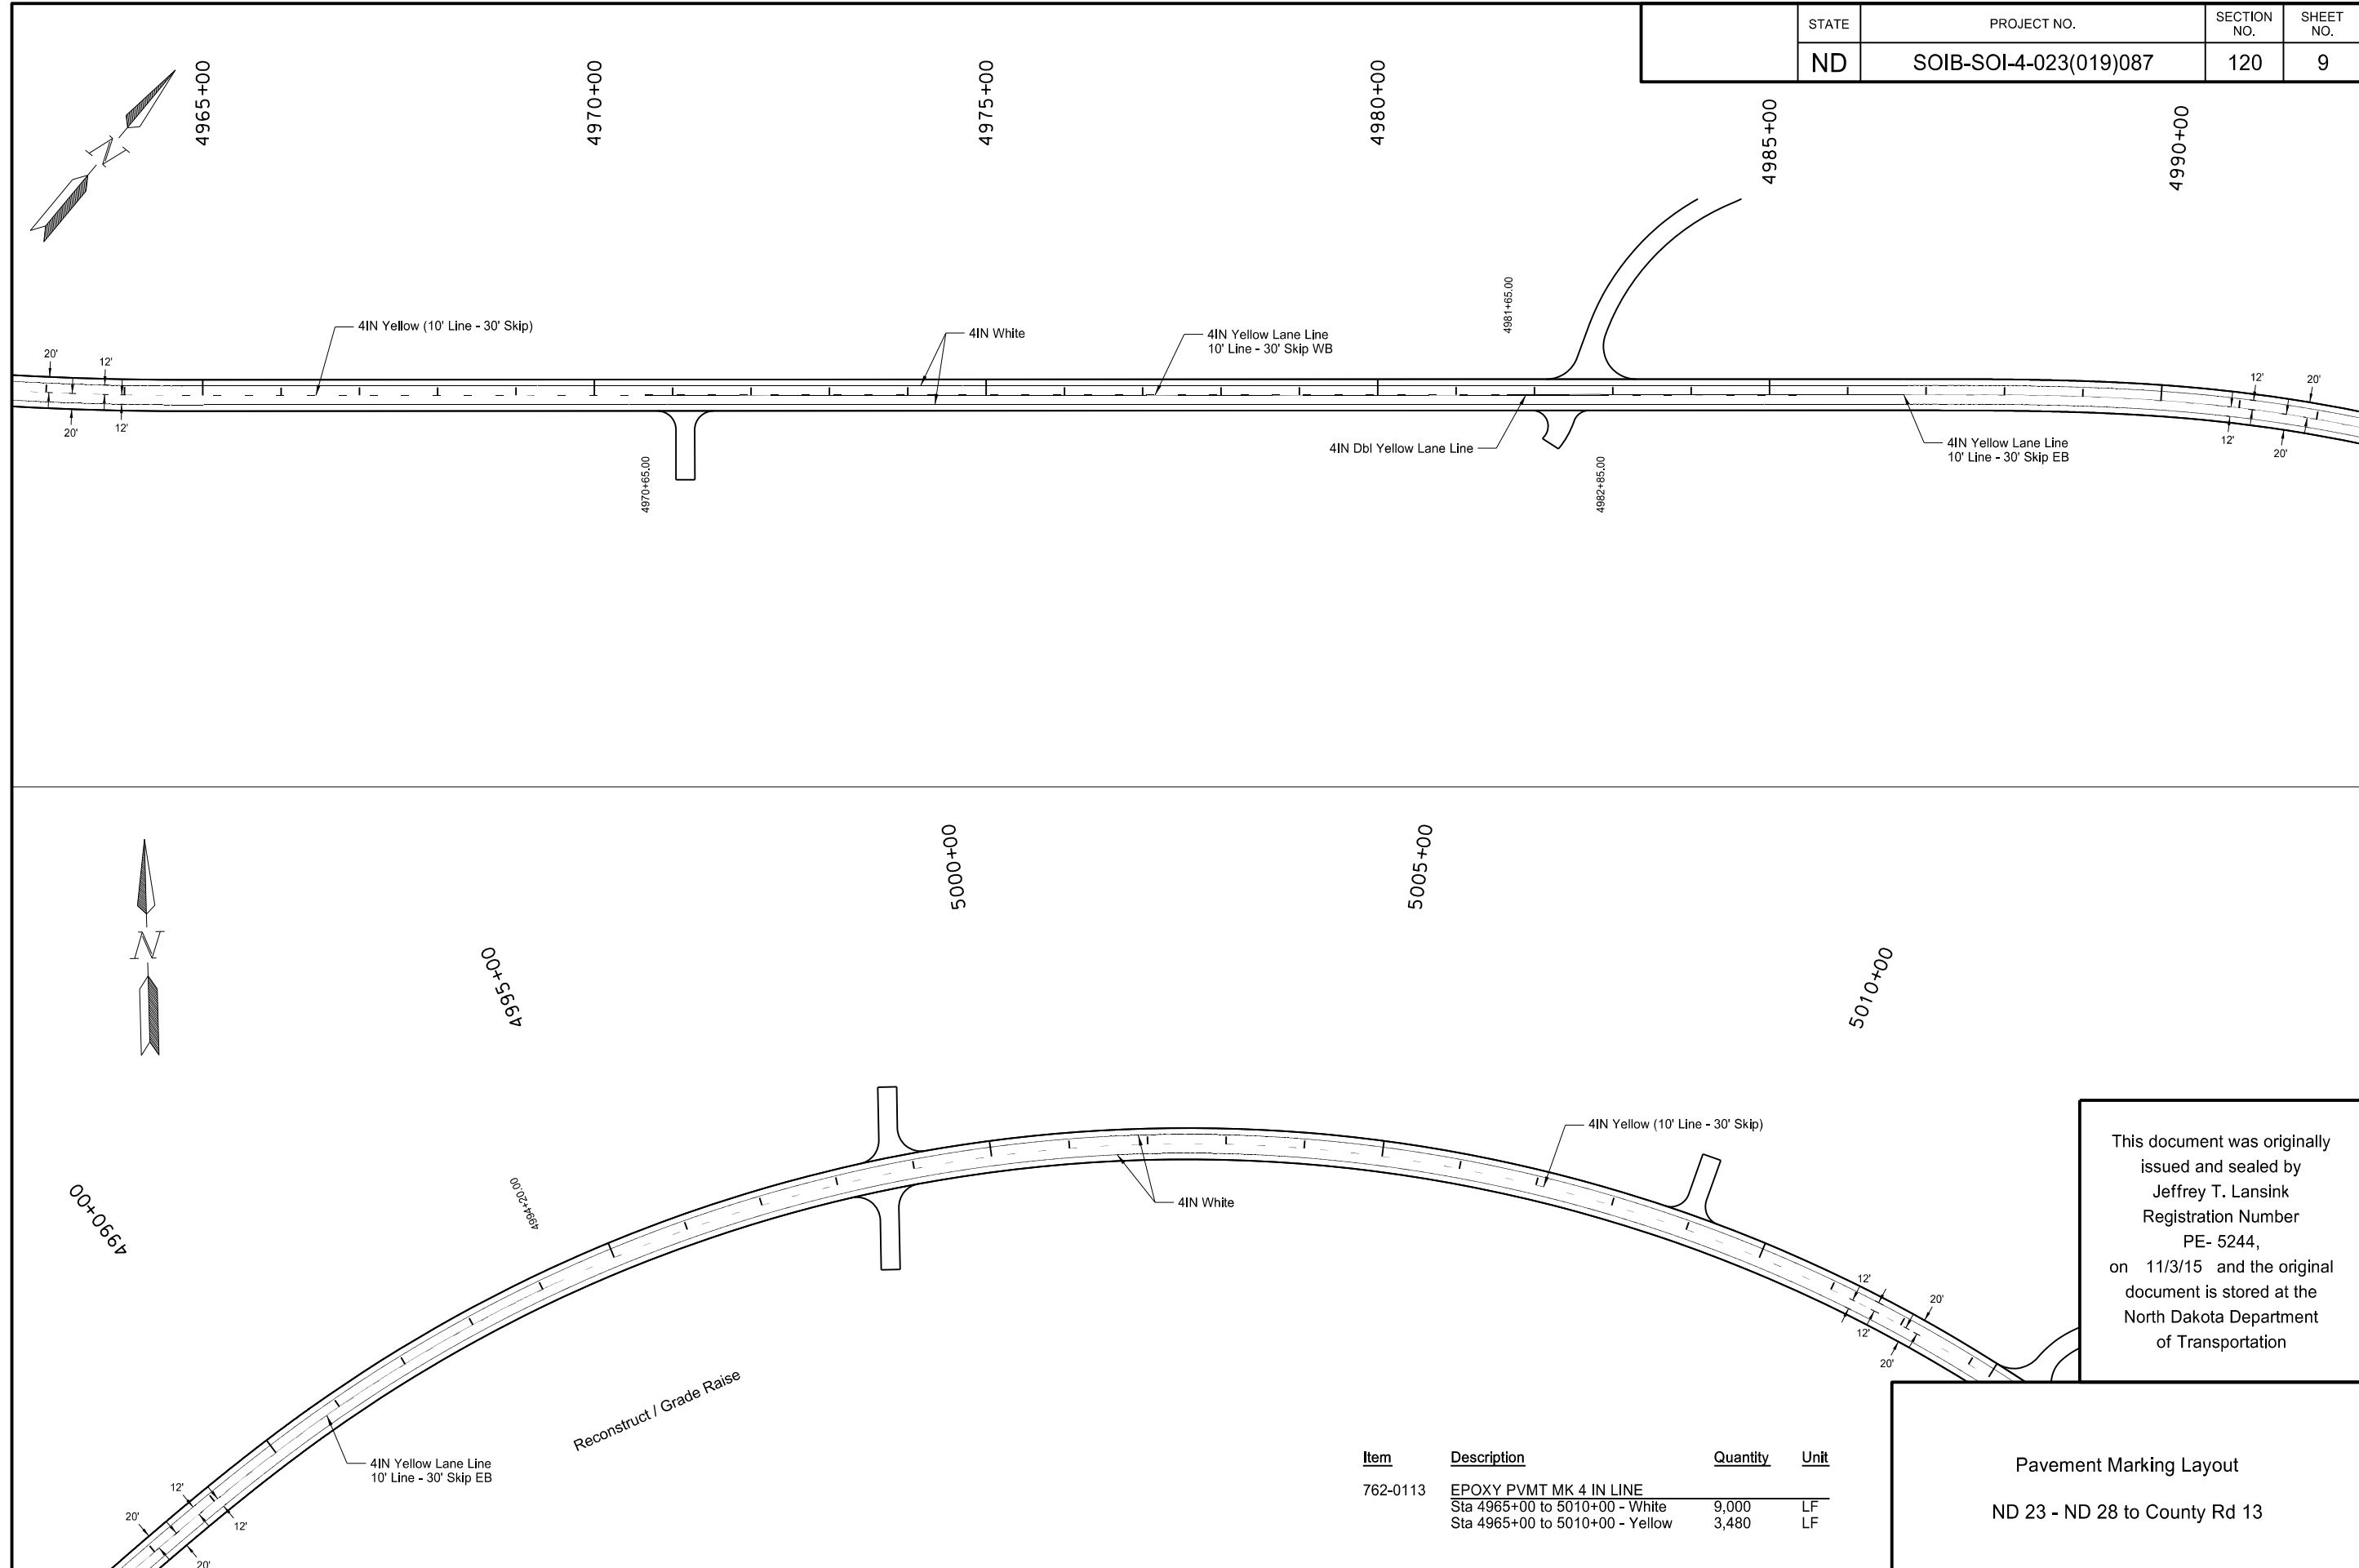 STATE PROJECT NO. SECTION NO. SHEET NO.
ND SOIB-SOI-4-023(019)087 120 9
4965+00
4970+00
4975+00
4980+00
4985+00
4990+00
N
4981+65.00
4IN Yellow (10' Line - 30' Skip)
4IN White
4IN Yellow Lane Line
10' Line - 30' Skip WB
20'
12'
20'
12'
12'
20'
12'
20'
4IN Dbl Yellow Lane Line
4IN Yellow Lane Line
10' Line - 30' Skip EB
4970+65.00
4982+85.00
N
4990+00
4995+00
5000+00
5005+00
5010+00
4994+20.00
4IN Yellow (10' Line - 30' Skip)
4IN White
12'
20'
12'
20'
Reconstruct / Grade Raise
4IN Yellow Lane Line
10' Line - 30' Skip EB
12'
20'
12'
20'
This document was originally
issued and sealed by
Jeffrey T. Lansink
Registration Number
PE- 5244,
on 11/3/15 and the original
document is stored at the
North Dakota Department
of Transportation
Item Description Quantity Unit
762-0113 EPOXY PVMT MK 4 IN LINE
Sta 4965+00 to 5010+00 - White 9,000 LF
Sta 4965+00 to 5010+00 - Yellow 3,480 LF
Pavement Marking Layout
ND 23 - ND 28 to County Rd 13